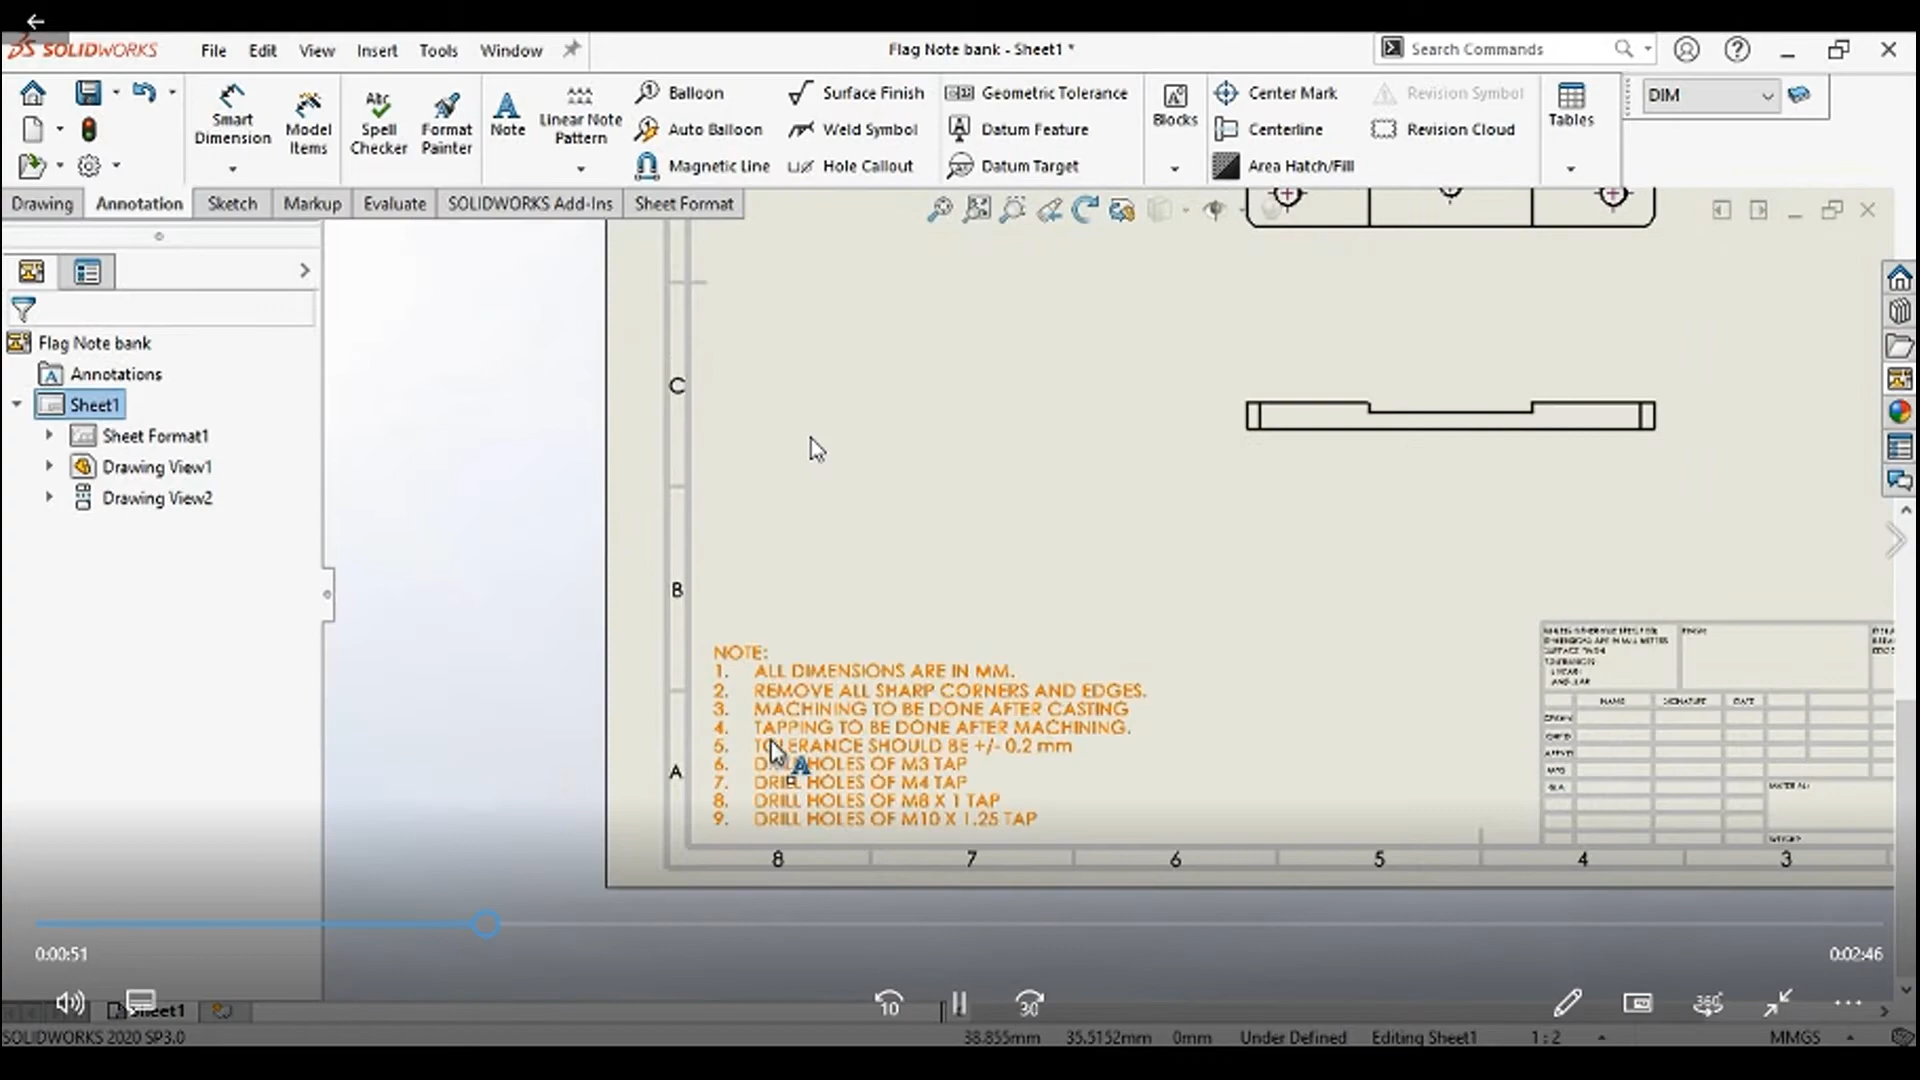 SOLIDWORKS File Edit View Insert Tools Window Flag Note bank - Sheet1 * Search Commands
Smart Dimension
Model Items
Spell Checker
Format Painter
Note
Linear Note Pattern
Balloon
Auto Balloon
Magnetic Line
Surface Finish
Weld Symbol
Hole Callout
Geometric Tolerance
Datum Feature
Datum Target
Blocks
Center Mark
Centerline
Area Hatch/Fill
Revision Symbol
Revision Cloud
Tables
DIM
Drawing Annotation Sketch Markup Evaluate SOLIDWORKS Add-Ins Sheet Format
Flag Note bank
Annotations
Sheet1
Sheet Format1
Drawing View1
Drawing View2
C
B
A
NOTE:
1. ALL DIMENSIONS ARE IN MM.
2. REMOVE ALL SHARP CORNERS AND EDGES.
3. MACHINING TO BE DONE AFTER CASTING
4. TAPPING TO BE DONE AFTER MACHINING.
5. TOLERANCE SHOULD BE +/- 0.2 mm
6. DRILL HOLES OF M3 TAP
7. DRILL HOLES OF M4 TAP
8. DRILL HOLES OF M8 X 1 TAP
9. DRILL HOLES OF M10 X 1.25 TAP
NAME SIGNATURE DATE
8 7 6 5 4 3
0:00:51 0:02:46
10 30 360°
Sheet1
SOLIDWORKS 2020 SP3.0 38.855mm 35.5152mm 0mm Under Defined Editing Sheet1 1 : 2 MMGS